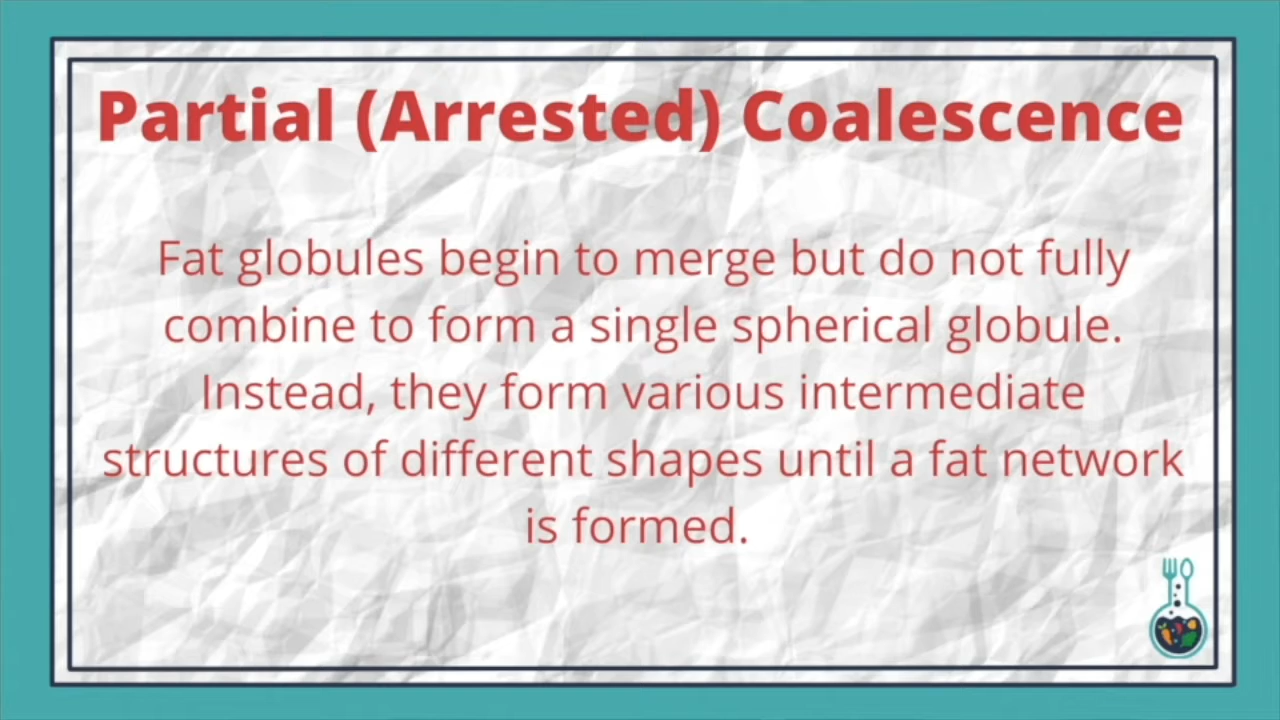 Partial (Arrested) Coalescence
Fat globules begin to merge but do not fully
combine to form a single spherical globule.
Instead, they form various intermediate
structures of different shapes until a fat network
is formed.